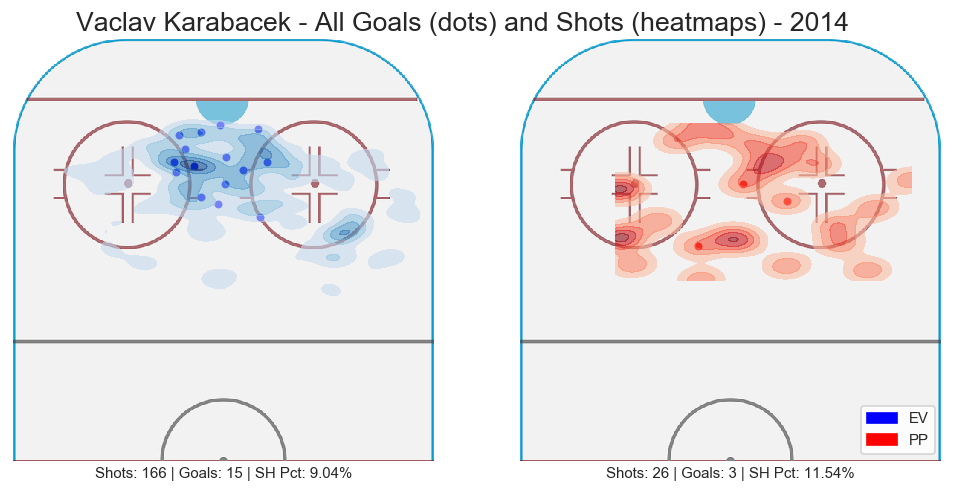 Vaclav Karabacek - All Goals (dots) and Shots (heatmaps) - 2014
EV
PP
Shots: 166 | Goals: 15 | SH Pct: 9.04%
Shots: 26 | Goals: 3 | SH Pct: 11.54%